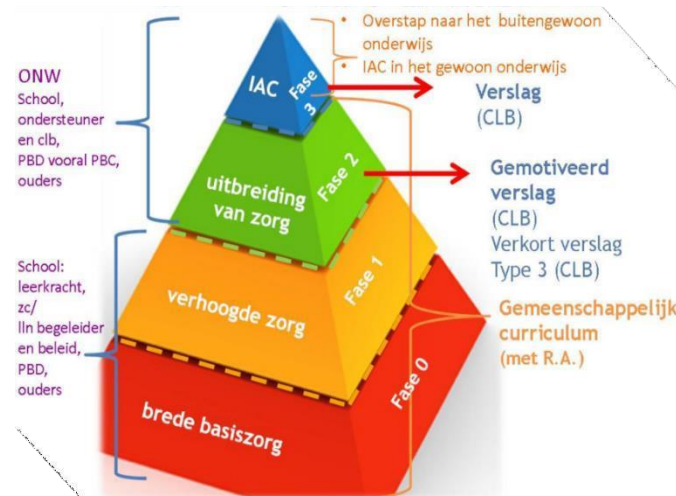 • Overstap naar het buitengewoon
onderwijs
• IAC in het gewoon onderwijs
ONW
School,
ondersteuner
en clb,
PBD vooral PBC,
ouders
IAC
Fase
3
Verslag
(CLB)
uitbreiding
van zorg
Fase 2
Gemotiveerd
verslag
(CLB)
Verkort verslag
Type 3 (CLB)
School:
leerkracht,
zc/
lln begeleider
en beleid,
PBD,
ouders
verhoogde zorg
Fase 1
Gemeenschappelijk
curriculum
(met R.A.)
brede basiszorg
Fase 0